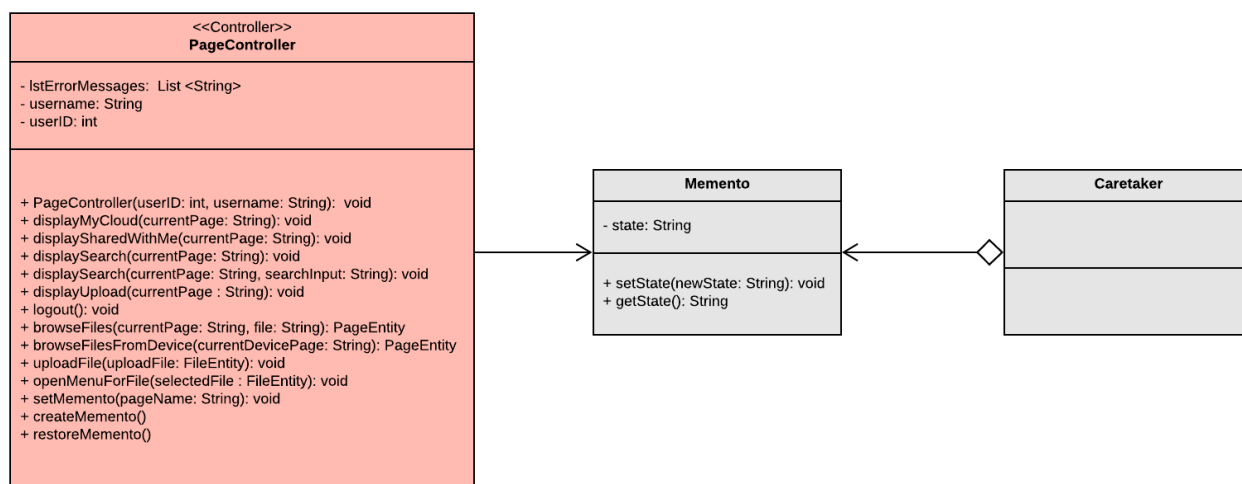 <<Controller>>
PageController
- lstErrorMessages:  List <String>
- username: String
- userID: int
+ PageController(userID: int, username: String):  void
+ displayMyCloud(currentPage: String): void
+ displaySharedWithMe(currentPage: String): void
+ displaySearch(currentPage: String): void
+ displaySearch(currentPage: String, searchInput: String): void
+ displayUpload(currentPage : String): void
+ logout(): void
+ browseFiles(currentPage: String, file: String): PageEntity
+ browseFilesFromDevice(currentDevicePage: String): PageEntity
+ uploadFile(uploadFile: FileEntity): void
+ openMenuForFile(selectedFile : FileEntity): void
+ setMemento(pageName: String): void
+ createMemento()
+ restoreMemento()
Memento
- state: String
+ setState(newState: String): void
+ getState(): String
Caretaker